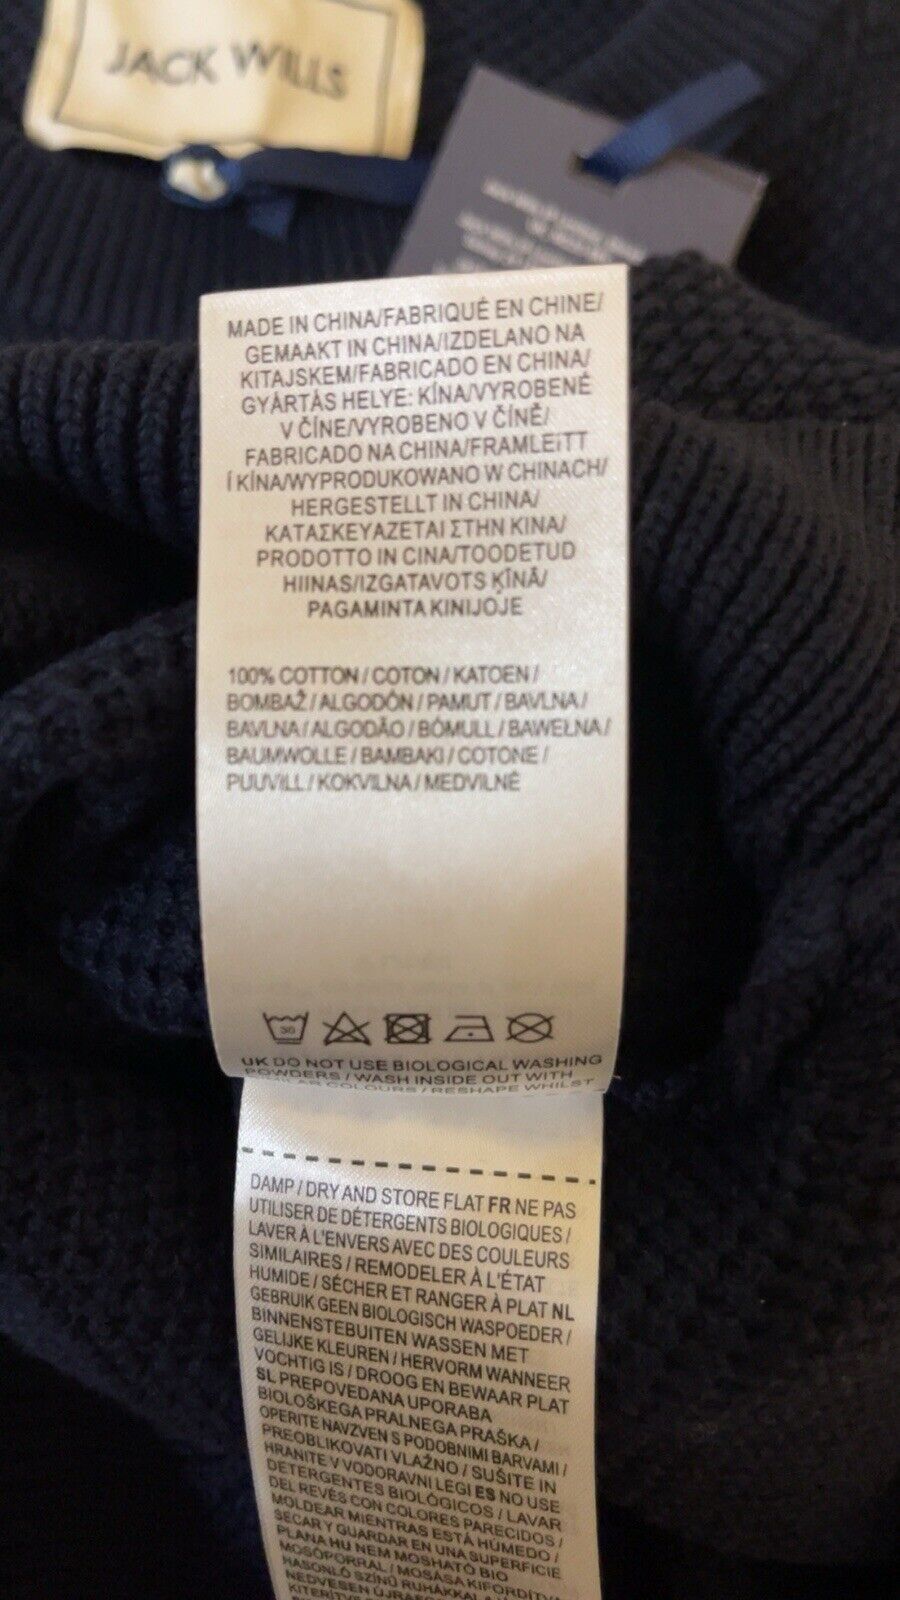 JACK WILLS
MADE IN CHINA/FABRIQUÉ EN CHINE/
GEMAAKT IN CHINA/IZDELANO NA
KITAJSKEM/FABRICADO EN CHINA/
GYÁRTÁS HELYE: KÍNA/VYROBENÉ
V ČÍNE/VYROBENO V ČÍNĚ/
FABRICADO NA CHINA/FRAMLEiTT
Í KÍNA/WYPRODUKOWANO W CHINACH/
HERGESTELLT IN CHINA/
ΚΑΤΑΣΚΕΥΑΖΕΤΑΙ ΣΤΗΝ ΚΙΝΑ/
PRODOTTO IN CINA/TOODETUD
HIINAS/IZGATAVOTS ĶĪNĀ/
PAGAMINTA KINIJOJE
100% COTTON / COTON / KATOEN /
BOMBAŽ / ALGODÓN / PAMUT / BAVLNA /
BAVLNA / ALGODÃO / BÓMULL / BAWEŁNA /
BAUMWOLLE / BAMBAKI / COTONE /
PUUVILL / KOKVILNA / MEDVILNĖ
30
UK DO NOT USE BIOLOGICAL WASHING
POWDERS / WASH INSIDE OUT WITH
COLOURS / RESHAPE WHILST
DAMP / DRY AND STORE FLAT FR NE PAS
UTILISER DE DÉTERGENTS BIOLOGIQUES /
LAVER À L'ENVERS AVEC DES COULEURS
SIMILAIRES / REMODELER À L'ÉTAT
HUMIDE / SÉCHER ET RANGER À PLAT NL
GEBRUIK GEEN BIOLOGISCH WASPOEDER /
BINNENSTEBUITEN WASSEN MET
GELIJKE KLEUREN / HERVORM WANNEER
VOCHTIG IS / DROOG EN BEWAAR PLAT
SL PREPOVEDANA UPORABA
BIOLOŠKEGA PRALNEGA PRAŠKA /
OPERITE NAVZVEN S PODOBNIMI BARVAMI /
PREOBLIKOVATI VLAŽNO / SUŠITE IN
HRANITE V VODORAVNI LEGI ES NO USE
DETERGENTES BIOLÓGICOS / LAVAR
DEL REVÉS CON COLORES PARECIDOS /
MOLDEAR MIENTRAS ESTÁ HÚMEDO /
SECAR Y GUARDAR EN UNA SUPERFICIE
PLANA HU NEM MOSHATÓ BIO
MOSÓPORRAL / MOSÁSA KIFORDÍTVA
HASONLÓ SZÍNŰ RUHÁKKAL
NEDVESEN